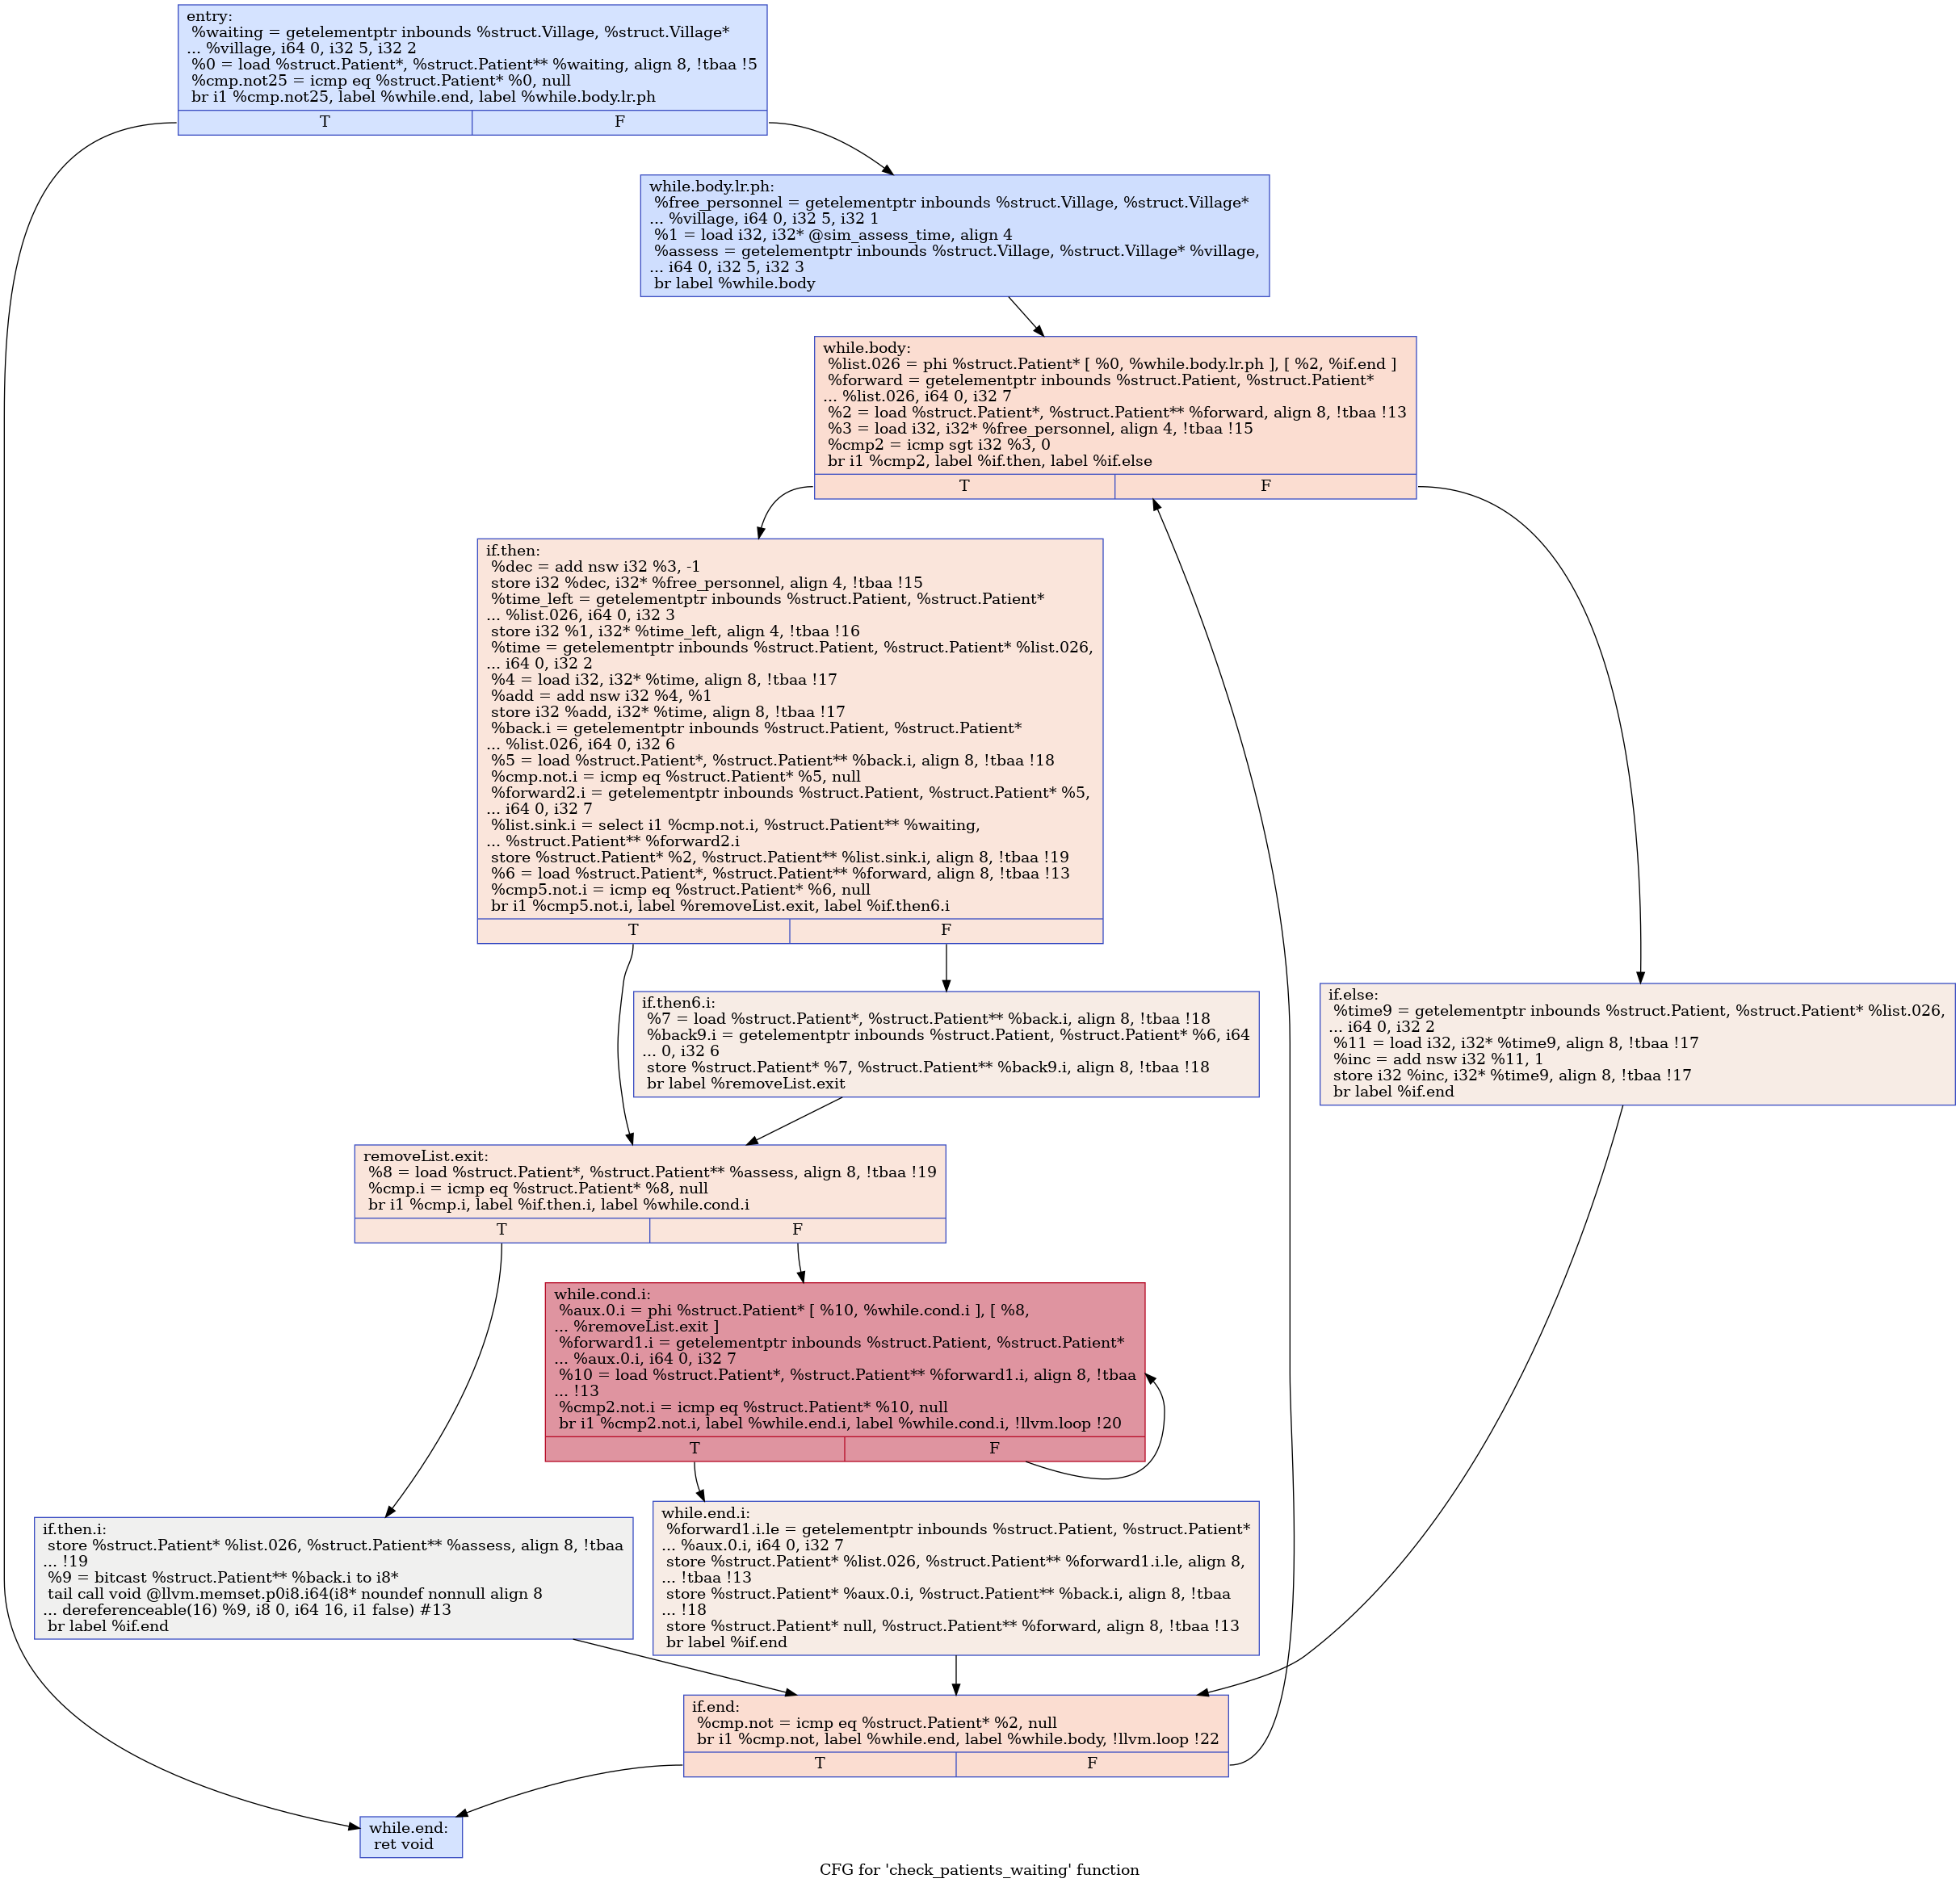 entry:
%waiting = getelementptr inbounds %struct.Village, %struct.Village*
... %village, i64 0, i32 5, i32 2
%0 = load %struct.Patient*, %struct.Patient** %waiting, align 8, !tbaa !5
%cmp.not25 = icmp eq %struct.Patient* %0, null
br i1 %cmp.not25, label %while.end, label %while.body.lr.ph
T F
while.body.lr.ph:
%free_personnel = getelementptr inbounds %struct.Village, %struct.Village*
... %village, i64 0, i32 5, i32 1
%1 = load i32, i32* @sim_assess_time, align 4
%assess = getelementptr inbounds %struct.Village, %struct.Village* %village,
... i64 0, i32 5, i32 3
br label %while.body
while.body:
%list.026 = phi %struct.Patient* [ %0, %while.body.lr.ph ], [ %2, %if.end ]
%forward = getelementptr inbounds %struct.Patient, %struct.Patient*
... %list.026, i64 0, i32 7
%2 = load %struct.Patient*, %struct.Patient** %forward, align 8, !tbaa !13
%3 = load i32, i32* %free_personnel, align 4, !tbaa !15
%cmp2 = icmp sgt i32 %3, 0
br i1 %cmp2, label %if.then, label %if.else
T F
if.then:
%dec = add nsw i32 %3, -1
store i32 %dec, i32* %free_personnel, align 4, !tbaa !15
%time_left = getelementptr inbounds %struct.Patient, %struct.Patient*
... %list.026, i64 0, i32 3
store i32 %1, i32* %time_left, align 4, !tbaa !16
%time = getelementptr inbounds %struct.Patient, %struct.Patient* %list.026,
... i64 0, i32 2
%4 = load i32, i32* %time, align 8, !tbaa !17
%add = add nsw i32 %4, %1
store i32 %add, i32* %time, align 8, !tbaa !17
%back.i = getelementptr inbounds %struct.Patient, %struct.Patient*
... %list.026, i64 0, i32 6
%5 = load %struct.Patient*, %struct.Patient** %back.i, align 8, !tbaa !18
%cmp.not.i = icmp eq %struct.Patient* %5, null
%forward2.i = getelementptr inbounds %struct.Patient, %struct.Patient* %5,
... i64 0, i32 7
%list.sink.i = select i1 %cmp.not.i, %struct.Patient** %waiting,
... %struct.Patient** %forward2.i
store %struct.Patient* %2, %struct.Patient** %list.sink.i, align 8, !tbaa !19
%6 = load %struct.Patient*, %struct.Patient** %forward, align 8, !tbaa !13
%cmp5.not.i = icmp eq %struct.Patient* %6, null
br i1 %cmp5.not.i, label %removeList.exit, label %if.then6.i
T F
if.then6.i:
%7 = load %struct.Patient*, %struct.Patient** %back.i, align 8, !tbaa !18
%back9.i = getelementptr inbounds %struct.Patient, %struct.Patient* %6, i64
... 0, i32 6
store %struct.Patient* %7, %struct.Patient** %back9.i, align 8, !tbaa !18
br label %removeList.exit
if.else:
%time9 = getelementptr inbounds %struct.Patient, %struct.Patient* %list.026,
... i64 0, i32 2
%11 = load i32, i32* %time9, align 8, !tbaa !17
%inc = add nsw i32 %11, 1
store i32 %inc, i32* %time9, align 8, !tbaa !17
br label %if.end
removeList.exit:
%8 = load %struct.Patient*, %struct.Patient** %assess, align 8, !tbaa !19
%cmp.i = icmp eq %struct.Patient* %8, null
br i1 %cmp.i, label %if.then.i, label %while.cond.i
T F
while.cond.i:
%aux.0.i = phi %struct.Patient* [ %10, %while.cond.i ], [ %8,
... %removeList.exit ]
%forward1.i = getelementptr inbounds %struct.Patient, %struct.Patient*
... %aux.0.i, i64 0, i32 7
%10 = load %struct.Patient*, %struct.Patient** %forward1.i, align 8, !tbaa
... !13
%cmp2.not.i = icmp eq %struct.Patient* %10, null
br i1 %cmp2.not.i, label %while.end.i, label %while.cond.i, !llvm.loop !20
T F
if.then.i:
store %struct.Patient* %list.026, %struct.Patient** %assess, align 8, !tbaa
... !19
%9 = bitcast %struct.Patient** %back.i to i8*
tail call void @llvm.memset.p0i8.i64(i8* noundef nonnull align 8
... dereferenceable(16) %9, i8 0, i64 16, i1 false) #13
br label %if.end
while.end.i:
%forward1.i.le = getelementptr inbounds %struct.Patient, %struct.Patient*
... %aux.0.i, i64 0, i32 7
store %struct.Patient* %list.026, %struct.Patient** %forward1.i.le, align 8,
... !tbaa !13
store %struct.Patient* %aux.0.i, %struct.Patient** %back.i, align 8, !tbaa
... !18
store %struct.Patient* null, %struct.Patient** %forward, align 8, !tbaa !13
br label %if.end
if.end:
%cmp.not = icmp eq %struct.Patient* %2, null
br i1 %cmp.not, label %while.end, label %while.body, !llvm.loop !22
T F
while.end:
ret void
CFG for 'check_patients_waiting' function